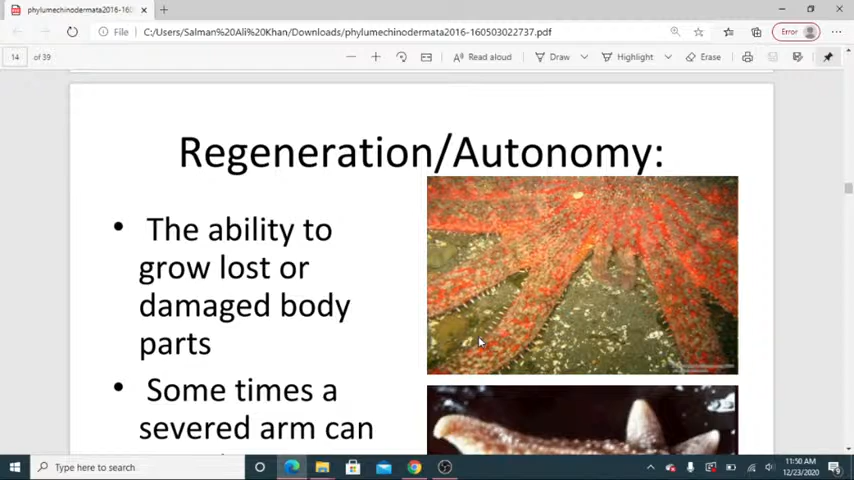 phylumechinodermata2016-160
Error
File
C:/Users/Salman%20Ali%20Khan/Downloads/phylumechinodermata2016-160503022737.pdf
14 of 39
Read aloud
Draw
Highlight
Erase
Regeneration/Autonomy:
• The ability to
grow lost or
damaged body
parts
• Some times a
severed arm can
Type here to search
11:50 AM
12/23/2020